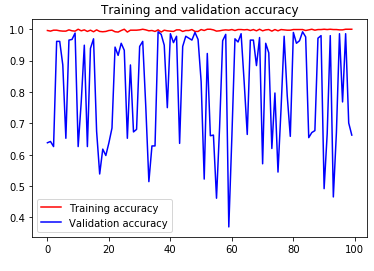 Training and validation accuracy
1.0
0.9
0.8
0.7
0.6
0.5
0.4
Training accuracy
Validation accuracy
0 20 40 60 80 100